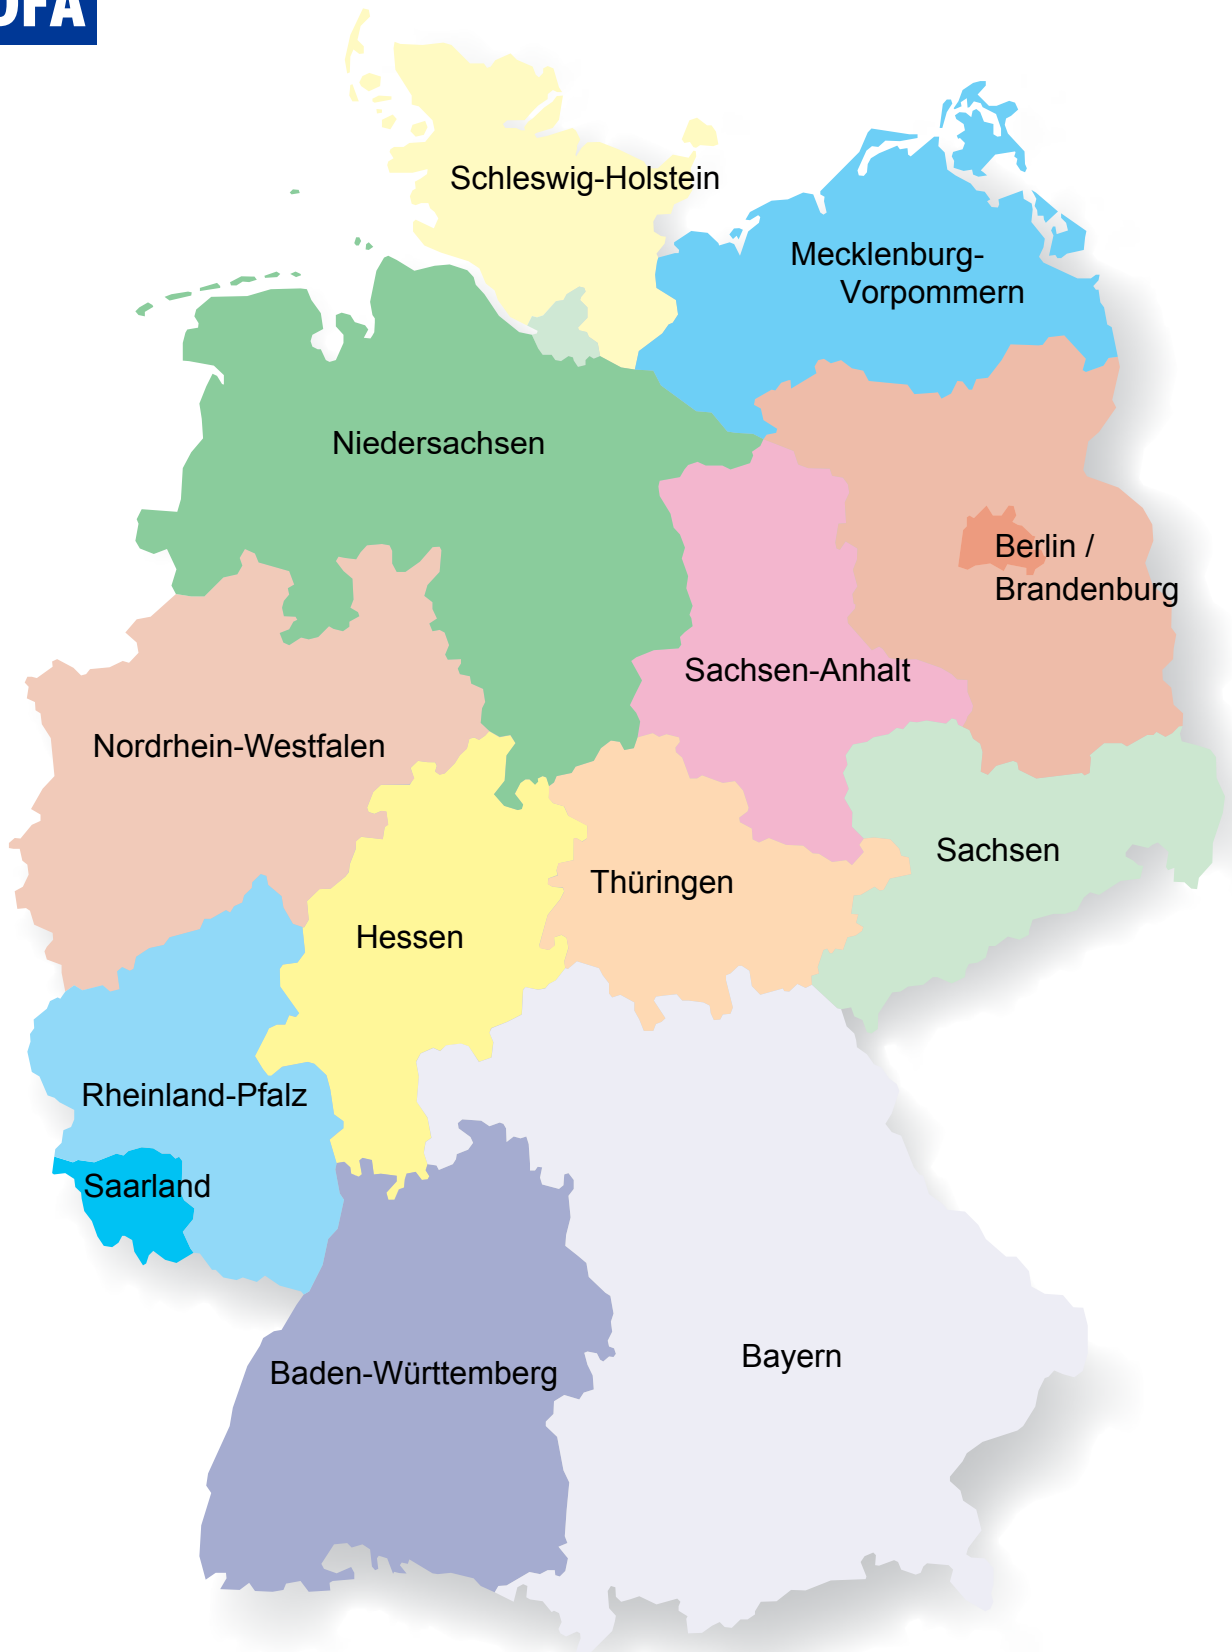 DFA
Schleswig-Holstein
Mecklenburg-
Vorpommern
Niedersachsen
Berlin /
Brandenburg
Sachsen-Anhalt
Nordrhein-Westfalen
Sachsen
Thüringen
Hessen
Rheinland-Pfalz
Saarland
Bayern
Baden-Württemberg